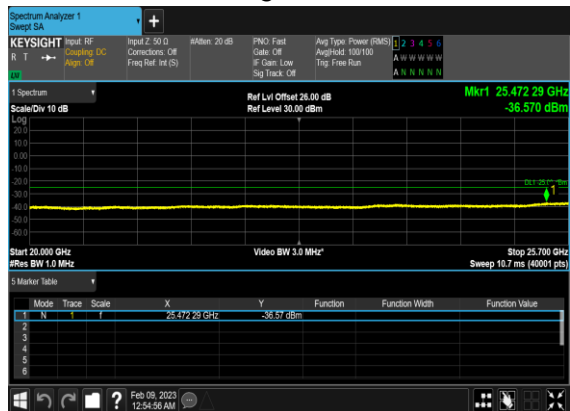 Spectrum Analyzer 1
Swept SA
+
KEYSIGHT Input: RF Input Z: 50 Ω #Atten: 20 dB PNO: Fast Avg Type: Power (RMS) 1 2 3 4 5 6
R T Coupling: DC Corrections: Off Gate: Off Avg|Hold: 100/100 A W W W W W
Align: Off Freq Ref: Int (S) IF Gain: Low Trig: Free Run
LW Sig Track: Off A N N N N N
1 Spectrum Ref Lvl Offset 26.00 dB Mkr1 25.472 29 GHz
Scale/Div 10 dB Ref Level 30.00 dBm -36.570 dBm
Log
20.0
10.0
0.00
-10.0
-20.0
1
-30.0
-40.0
-50.0
-60.0
Start 20.000 GHz Video BW 3.0 MHz* Stop 25.700 GHz
#Res BW 1.0 MHz Sweep 10.7 ms (40001 pts)
5 Marker Table
Mode Trace Scale X Y Function Function Width Function Value
1 N 1 f 25.472 29 GHz -36.57 dBm
2
3
4
5
6
? Feb 09, 2023
12:54:56 AM